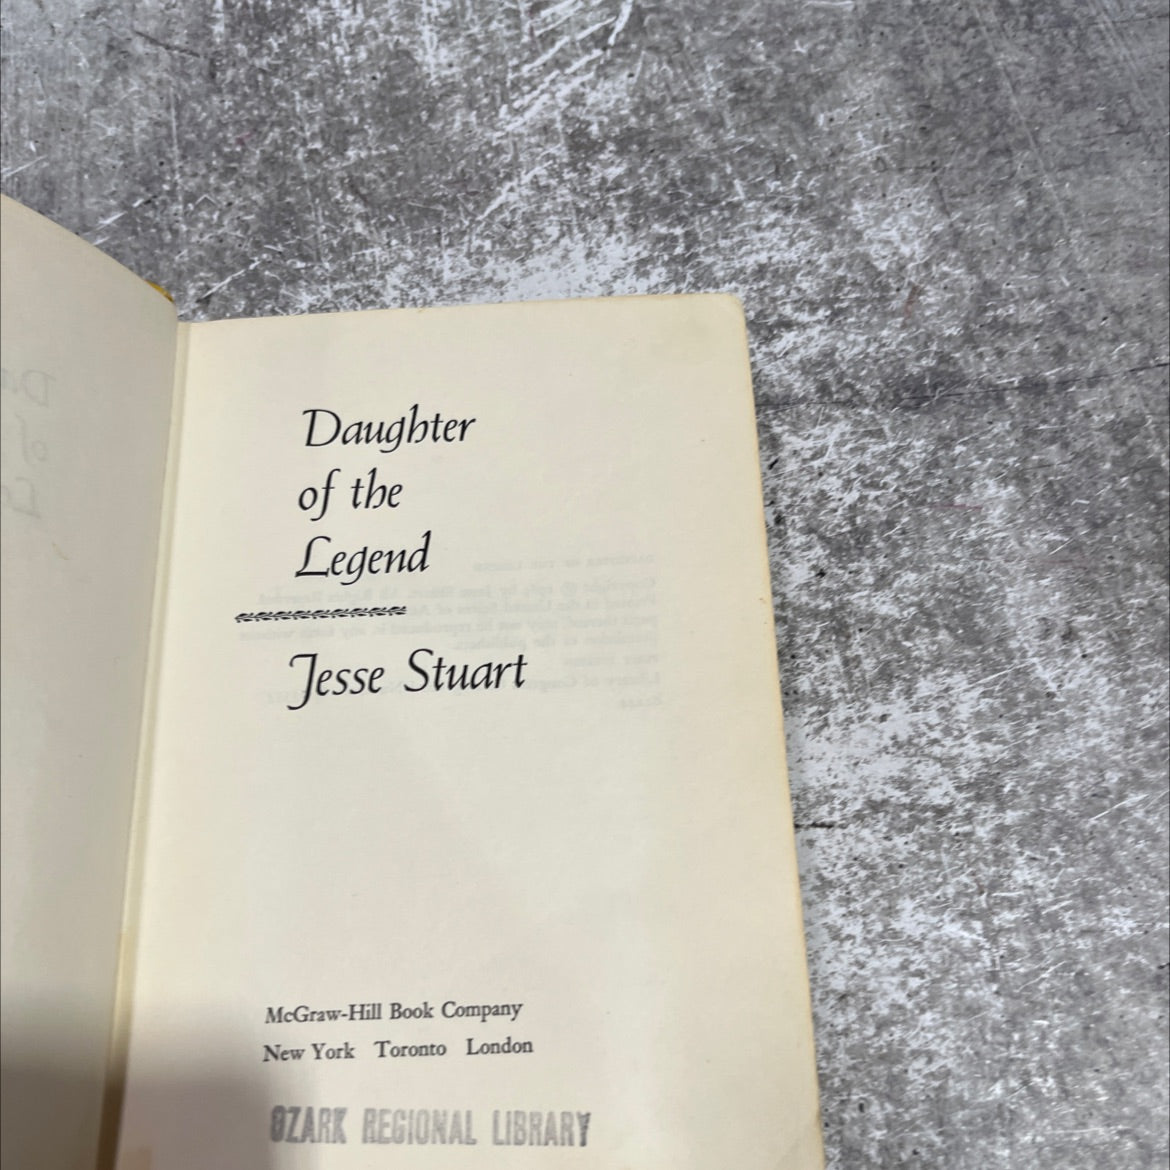 Daughter
of the
Legend
Jesse Stuart
McGraw-Hill Book Company
New York Toronto London
OZARK REGIONAL LIBRARY